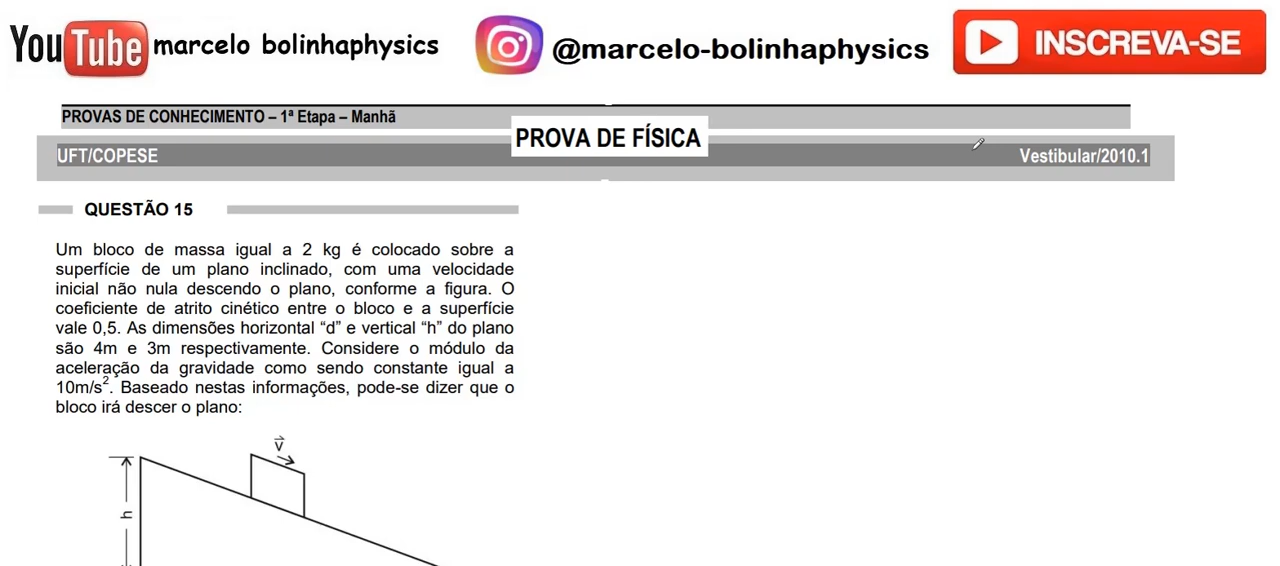 YouTube marcelo bolinhaphysics
@marcelo-bolinhaphysics
INSCREVA-SE
PROVAS DE CONHECIMENTO – 1ª Etapa – Manhã
PROVA DE FÍSICA
UFT/COPESE
Vestibular/2010.1
QUESTÃO 15
Um bloco de massa igual a 2 kg é colocado sobre a
superfície de um plano inclinado, com uma velocidade
inicial não nula descendo o plano, conforme a figura. O
coeficiente de atrito cinético entre o bloco e a superfície
vale 0,5. As dimensões horizontal “d” e vertical “h” do plano
são 4m e 3m respectivamente. Considere o módulo da
aceleração da gravidade como sendo constante igual a
10m/s². Baseado nestas informações, pode-se dizer que o
bloco irá descer o plano:
v⃗
h